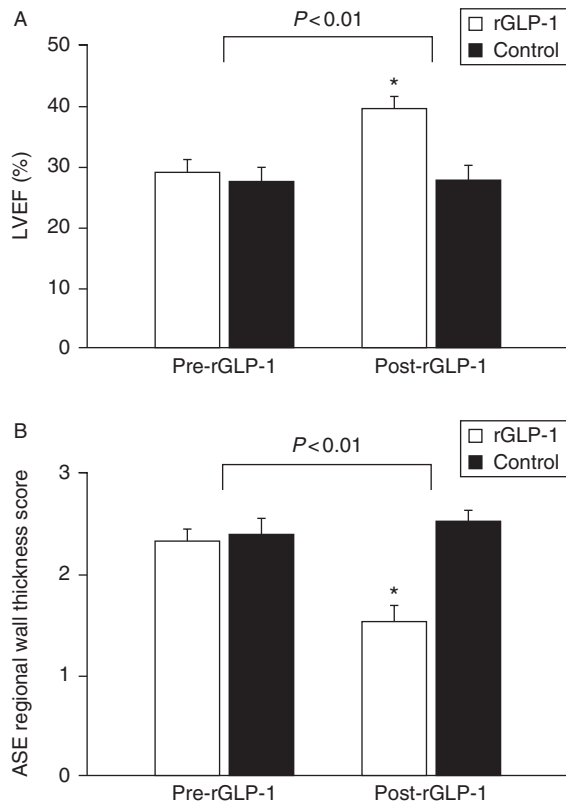 A
P<0.01
rGLP-1
Control
50
40
30
20
10
0
LVEF (%)
*
Pre-rGLP-1
Post-rGLP-1
B
P<0.01
rGLP-1
Control
3
2
1
0
ASE regional wall thickness score
*
Pre-rGLP-1
Post-rGLP-1